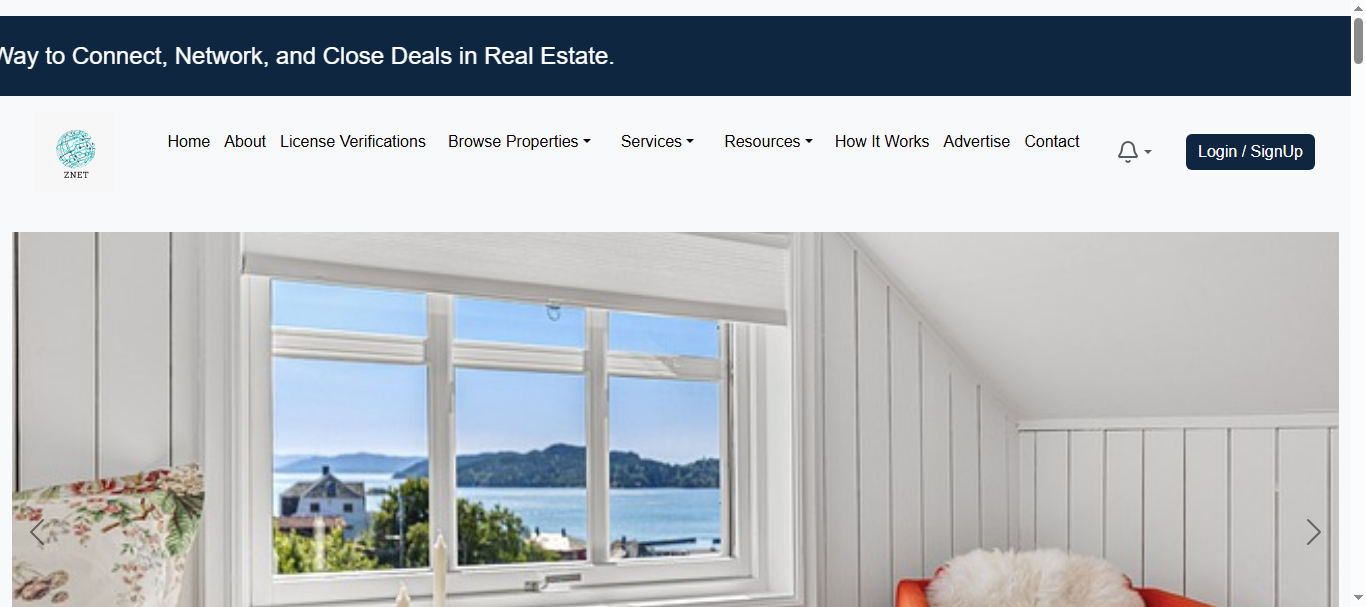 Way to Connect, Network, and Close Deals in Real Estate.
ZNET
Home About License Verifications Browse Properties Services Resources How It Works Advertise Contact Login / SignUp